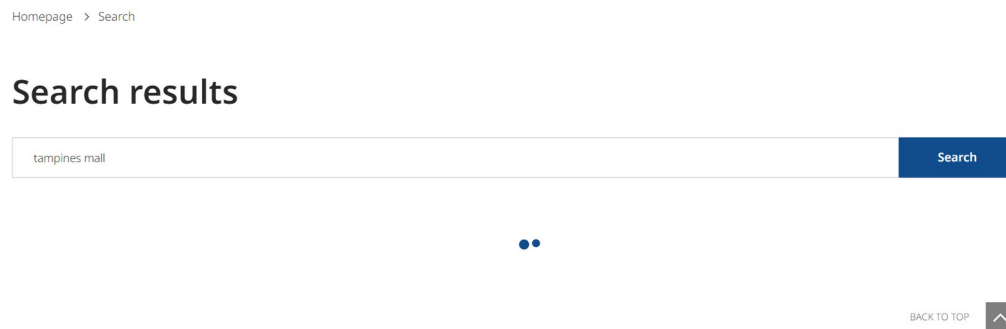 Homepage > Search
Search results
tampines mall Search
BACK TO TOP